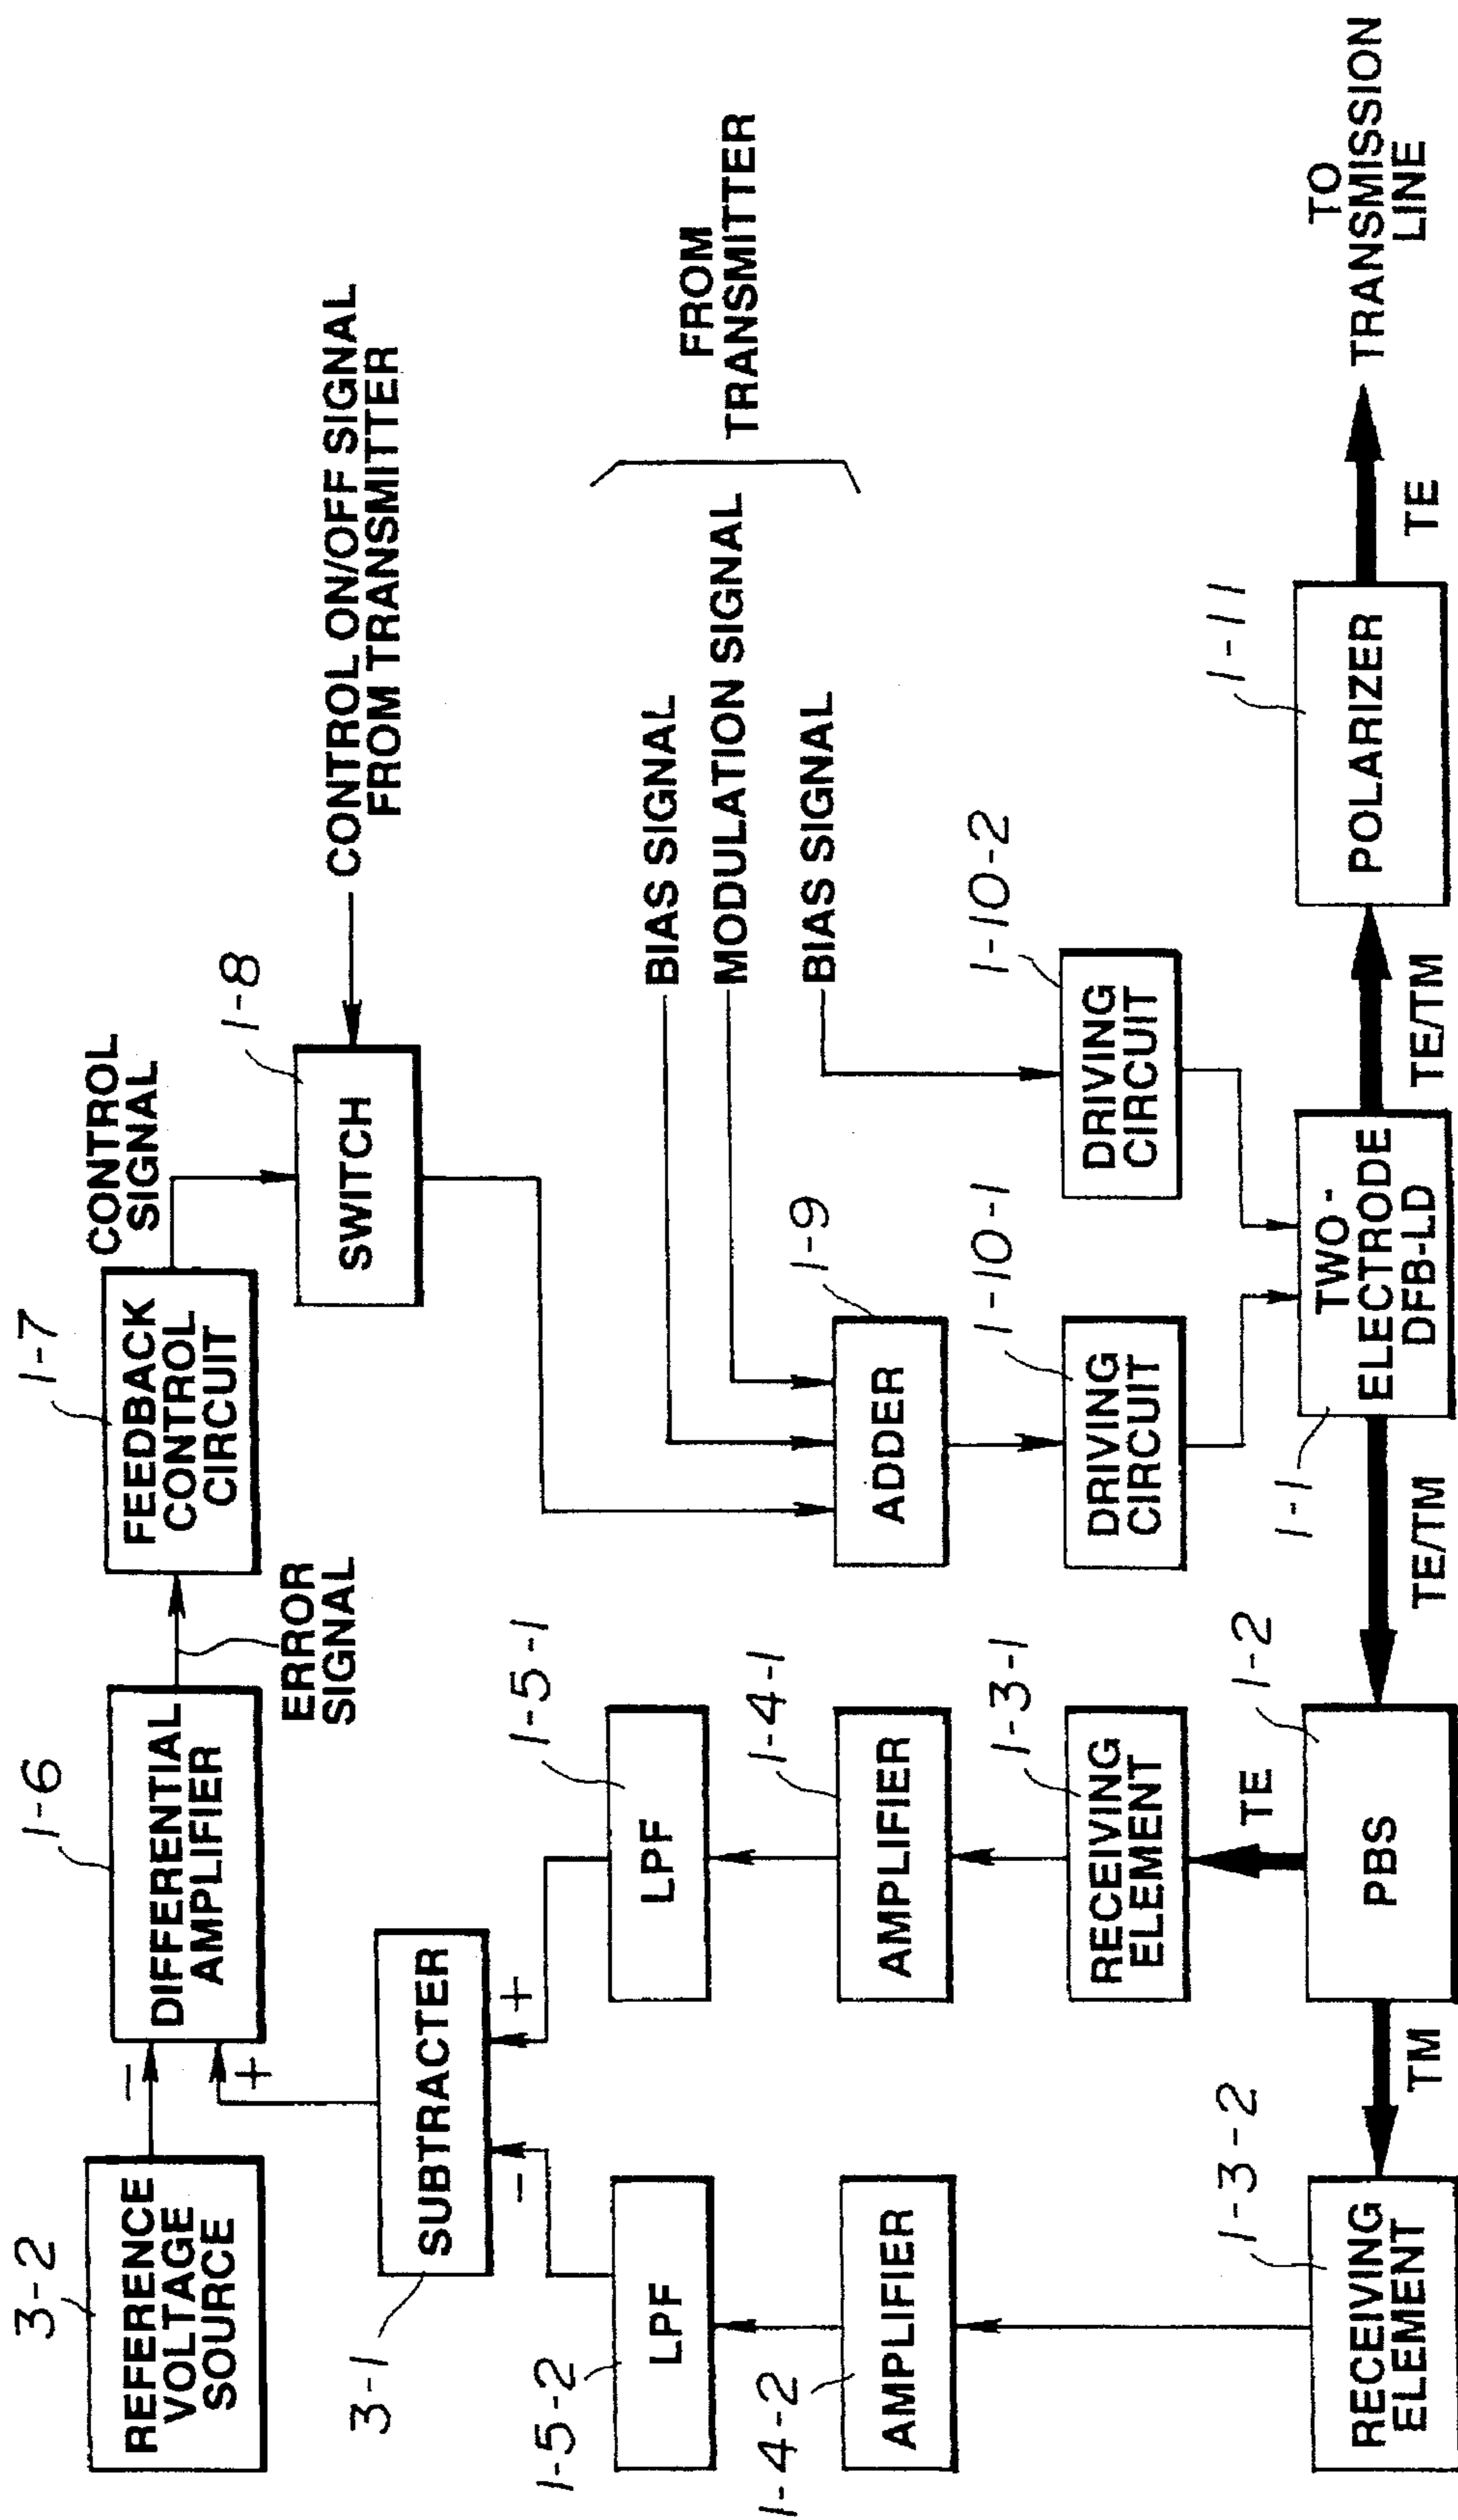 3-2
REFERENCE
VOLTAGE
SOURCE
-
+
1-6
DIFFERENTIAL
AMPLIFIER
ERROR
SIGNAL
1-7
FEEDBACK
CONTROL
CIRCUIT
CONTROL
SIGNAL
1-8
SWITCH
CONTROL ON/OFF SIGNAL
FROM TRANSMITTER
3-1
SUBTRACTER
-
+
1-5-2
LPF
1-5-1
LPF
BIAS SIGNAL
MODULATION SIGNAL
BIAS SIGNAL
FROM
TRANSMITTER
1-4-2
AMPLIFIER
1-4-1
AMPLIFIER
1-9
ADDER
1-3-1
RECEIVING
ELEMENT
1-10-1
DRIVING
CIRCUIT
1-10-2
DRIVING
CIRCUIT
1-3-2
RECEIVING
ELEMENT
TM
1-2
PBS
TE
TE/TM
1-1
TWO-
ELECTRODE
DFB-LD
TE/TM
1-11
POLARIZER
TE
TO
TRANSMISSION
LINE